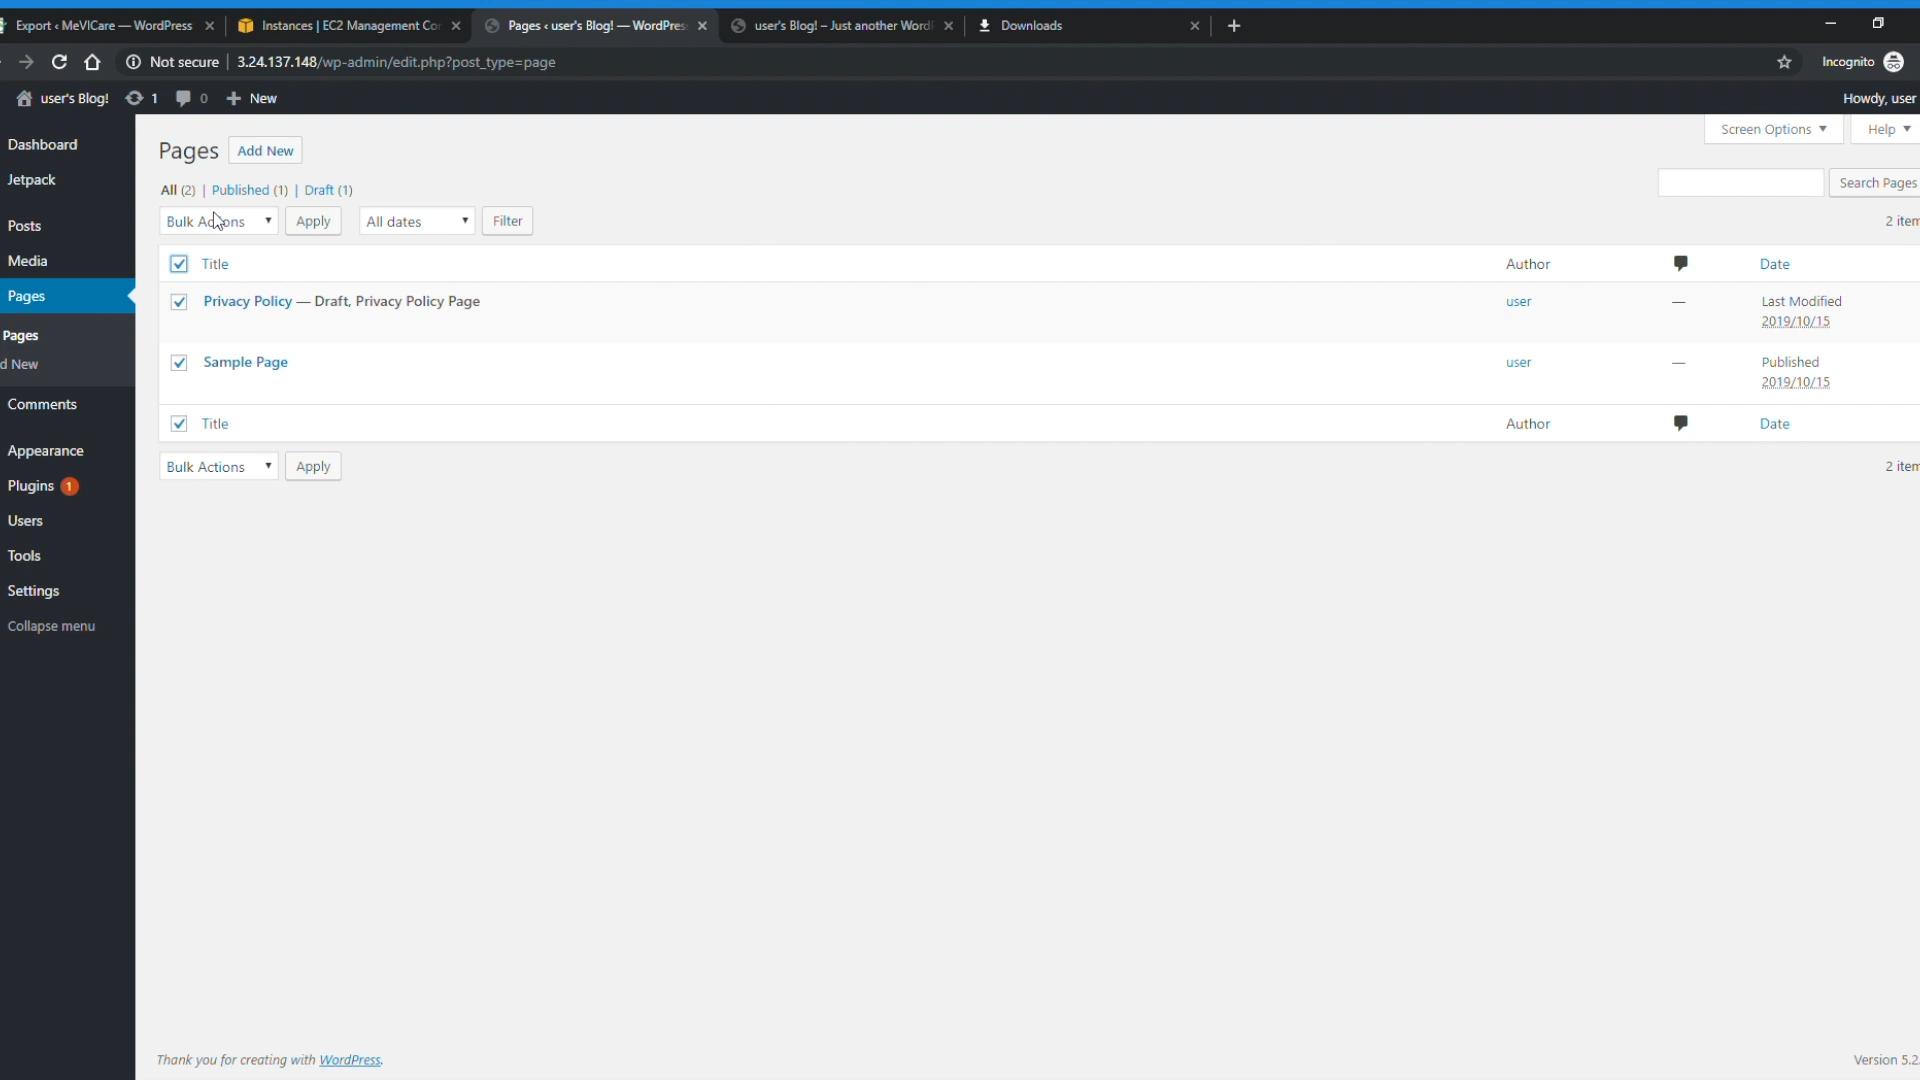 Export ‹ MeVICare — WordPress
Instances | EC2 Management Co
Pages ‹ user's Blog! — WordPres
user's Blog! – Just another Word
Downloads
Not secure | 3.24.137.148/wp-admin/edit.php?post_type=page
Incognito
user's Blog! 1 0 + New
Howdy, user
Dashboard
Jetpack
Posts
Media
Pages
Pages
d New
Comments
Appearance
Plugins 1
Users
Tools
Settings
Collapse menu
Screen Options
Help
Pages Add New
All (2) | Published (1) | Draft (1)
Search Pages
Bulk Actions Apply All dates Filter
2 item
Title Author Date
Privacy Policy — Draft, Privacy Policy Page user — Last Modified
2019/10/15
Sample Page user — Published
2019/10/15
Title Author Date
Bulk Actions Apply
2 item
Thank you for creating with WordPress.
Version 5.2.